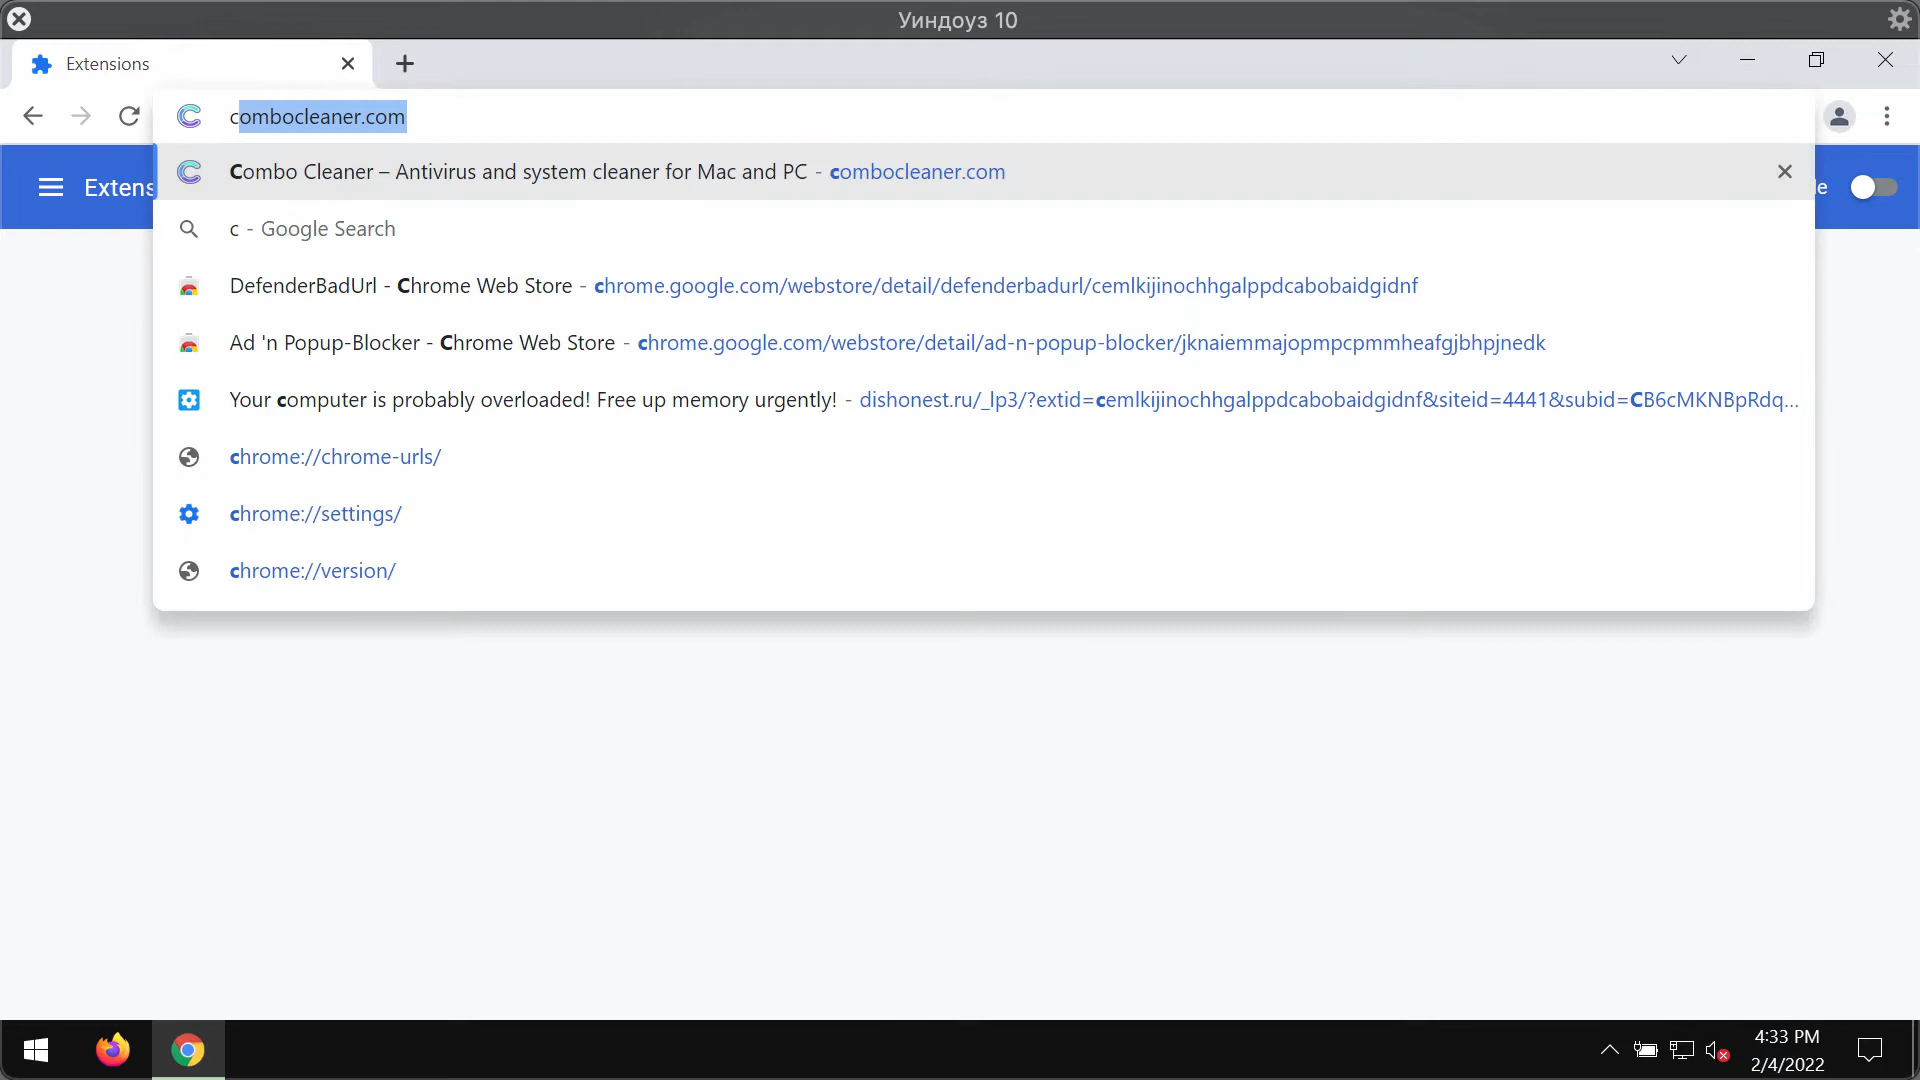 Уиндоуз 10
Extensions
combocleaner.com
Extens
Combo Cleaner – Antivirus and system cleaner for Mac and PC - combocleaner.com
e
c - Google Search
DefenderBadUrl - Chrome Web Store - chrome.google.com/webstore/detail/defenderbadurl/cemlkijinochhgalppdcabobaidgidnf
Ad 'n Popup-Blocker - Chrome Web Store - chrome.google.com/webstore/detail/ad-n-popup-blocker/jknaiemmajopmpcpmmheafgjbhpjnedk
Your computer is probably overloaded! Free up memory urgently! - dishonest.ru/_lp3/?extid=cemlkijinochhgalppdcabobaidgidnf&siteid=4441&subid=CB6cMKNBpRdq...
chrome://chrome-urls/
chrome://settings/
chrome://version/
4:33 PM
2/4/2022